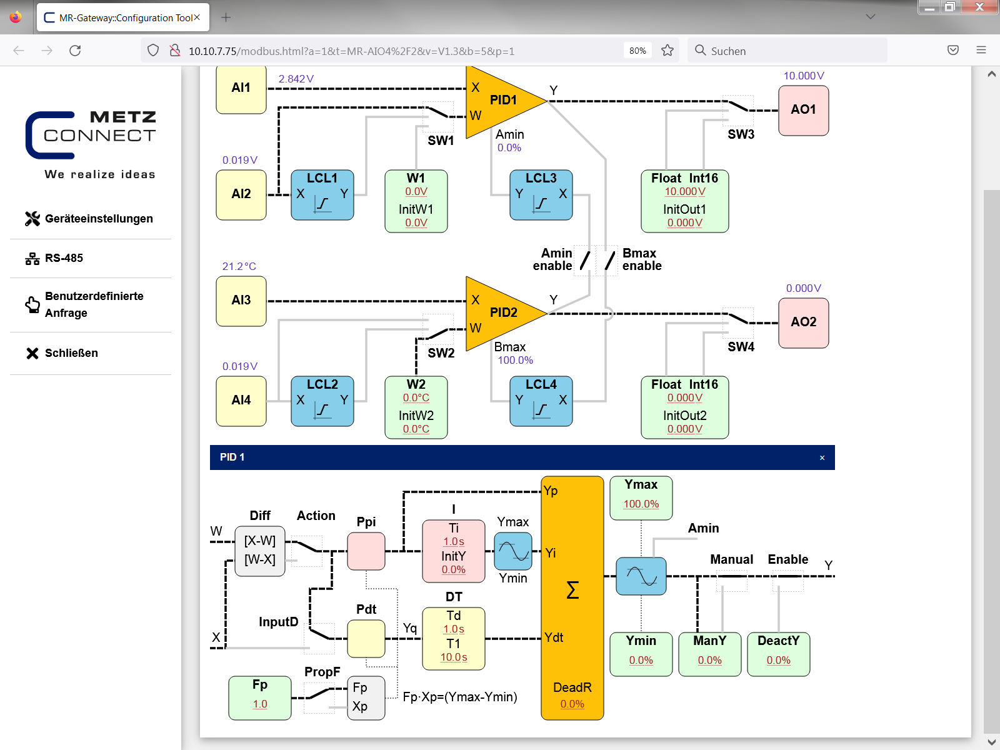 MR-Gateway::Configuration Tool
10.10.7.75/modbus.html?a=1&t=MR-AIO4%2F2&v=V1.3&b=5&p=1
80%
Suchen
METZ
CONNECT
We realize ideas
Geräteeinstellungen
RS-485
Benutzerdefinierte
Anfrage
Schließen
AI1
2.842V
X
W
PID1
Y
Amin
0.0%
SW1
SW3
10.000V
AO1
0.019V
AI2
LCL1
X
Y
W1
0.0V
InitW1
0.0V
LCL3
Y
X
Float Int16
10.000V
InitOut1
0.000V
Amin
enable
Bmax
enable
21.2°C
AI3
X
W
PID2
Y
Bmax
100.0%
SW2
SW4
0.000V
AO2
0.019V
AI4
LCL2
X
Y
W2
0.0°C
InitW2
0.0°C
LCL4
Y
X
Float Int16
0.000V
InitOut2
0.000V
PID 1
W
X
Diff
[X-W]
[W-X]
Action
Ppi
I
Ti
1.0s
InitY
0.0%
Ymax
Ymin
InputD
Pdt
Yq
DT
Td
1.0s
T1
10.0s
Fp
1.0
PropF
Fp
Xp
Fp·Xp=(Ymax-Ymin)
Yp
Yi
Σ
Ydt
DeadR
0.0%
Ymax
100.0%
Amin
Manual
Enable
Y
Ymin
0.0%
ManY
0.0%
DeactY
0.0%